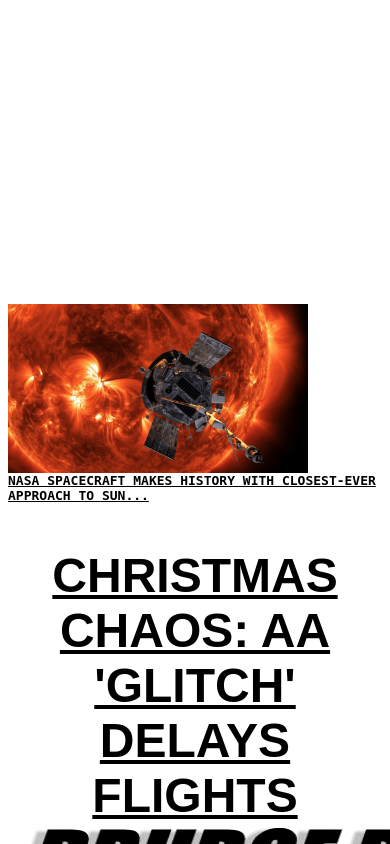 NASA SPACECRAFT MAKES HISTORY WITH CLOSEST-EVER
APPROACH TO SUN...
CHRISTMAS
CHAOS: AA
'GLITCH'
DELAYS
FLIGHTS